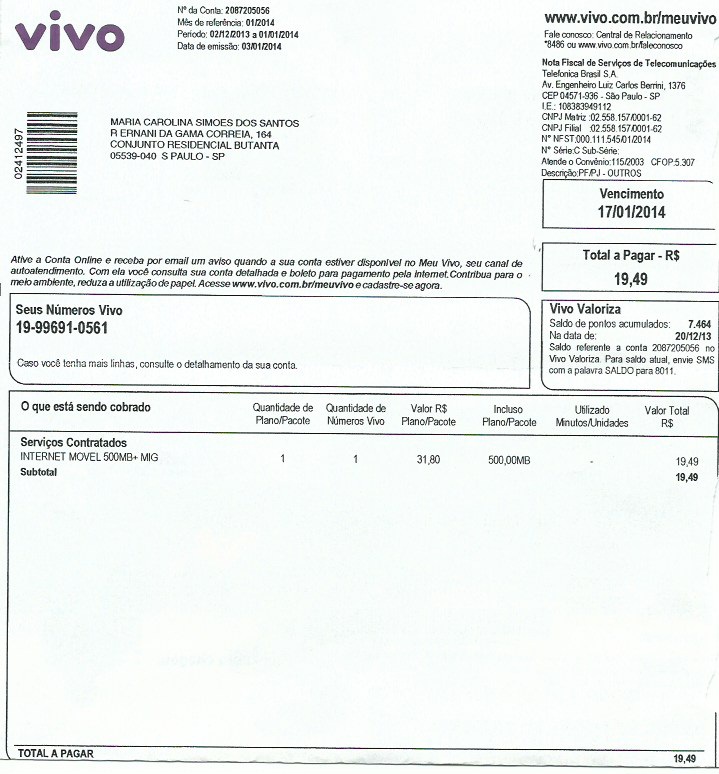 vivo
Nº da Conta: 2087205056
Mês de referência: 01/2014
Período: 02/12/2013 a 01/01/2014
Data de emissão: 03/01/2014
www.vivo.com.br/meuvivo
Fale conosco: Central de Relacionamento
*8486 ou www.vivo.com.br/faleconosco
Nota Fiscal de Serviços de Telecomunicações
Telefonica Brasil S.A.
Av. Engenheiro Luiz Carlos Berrini, 1376
CEP 04571-936 - São Paulo - SP
I.E.: 108383949112
CNPJ Matriz :02.558.157/0001-62
CNPJ Filial :02.558.157/0001-62
Nº NFST:000.111.545/01/2014
Nº Série:C Sub-Série:
Atende o Convênio:115/2003 CFOP:5.307
Descrição:PF/PJ - OUTROS
02412497
MARIA CAROLINA SIMOES DOS SANTOS
R ERNANI DA GAMA CORREIA, 164
CONJUNTO RESIDENCIAL BUTANTA
05539-040 S PAULO - SP
Vencimento
17/01/2014
Total a Pagar - R$
19,49
Ative a Conta Online e receba por email um aviso quando a sua conta estiver disponível no Meu Vivo, seu canal de
autoatendimento. Com ela você consulta sua conta detalhada e boleto para pagamento pela internet.Contribua para o
meio ambiente, reduza a utilização de papel. Acesse www.vivo.com.br/meuvivo e cadastre-se agora.
Seus Números Vivo
19-99691-0561
Caso você tenha mais linhas, consulte o detalhamento da sua conta.
Vivo Valoriza
Saldo de pontos acumulados: 7.464
Na data de: 20/12/13
Saldo referente a conta 2087205056 no
Vivo Valoriza. Para saldo atual, envie SMS
com a palavra SALDO para 8011.
O que está sendo cobrado Quantidade de Quantidade de Valor R$ Incluso Utilizado Valor Total
Plano/Pacote Números Vivo Plano/Pacote Plano/Pacote Minutos/Unidades R$
Serviços Contratados
INTERNET MOVEL 500MB+ MIG 1 1 31,80 500,00MB - 19,49
Subtotal 19,49
TOTAL A PAGAR 19,49